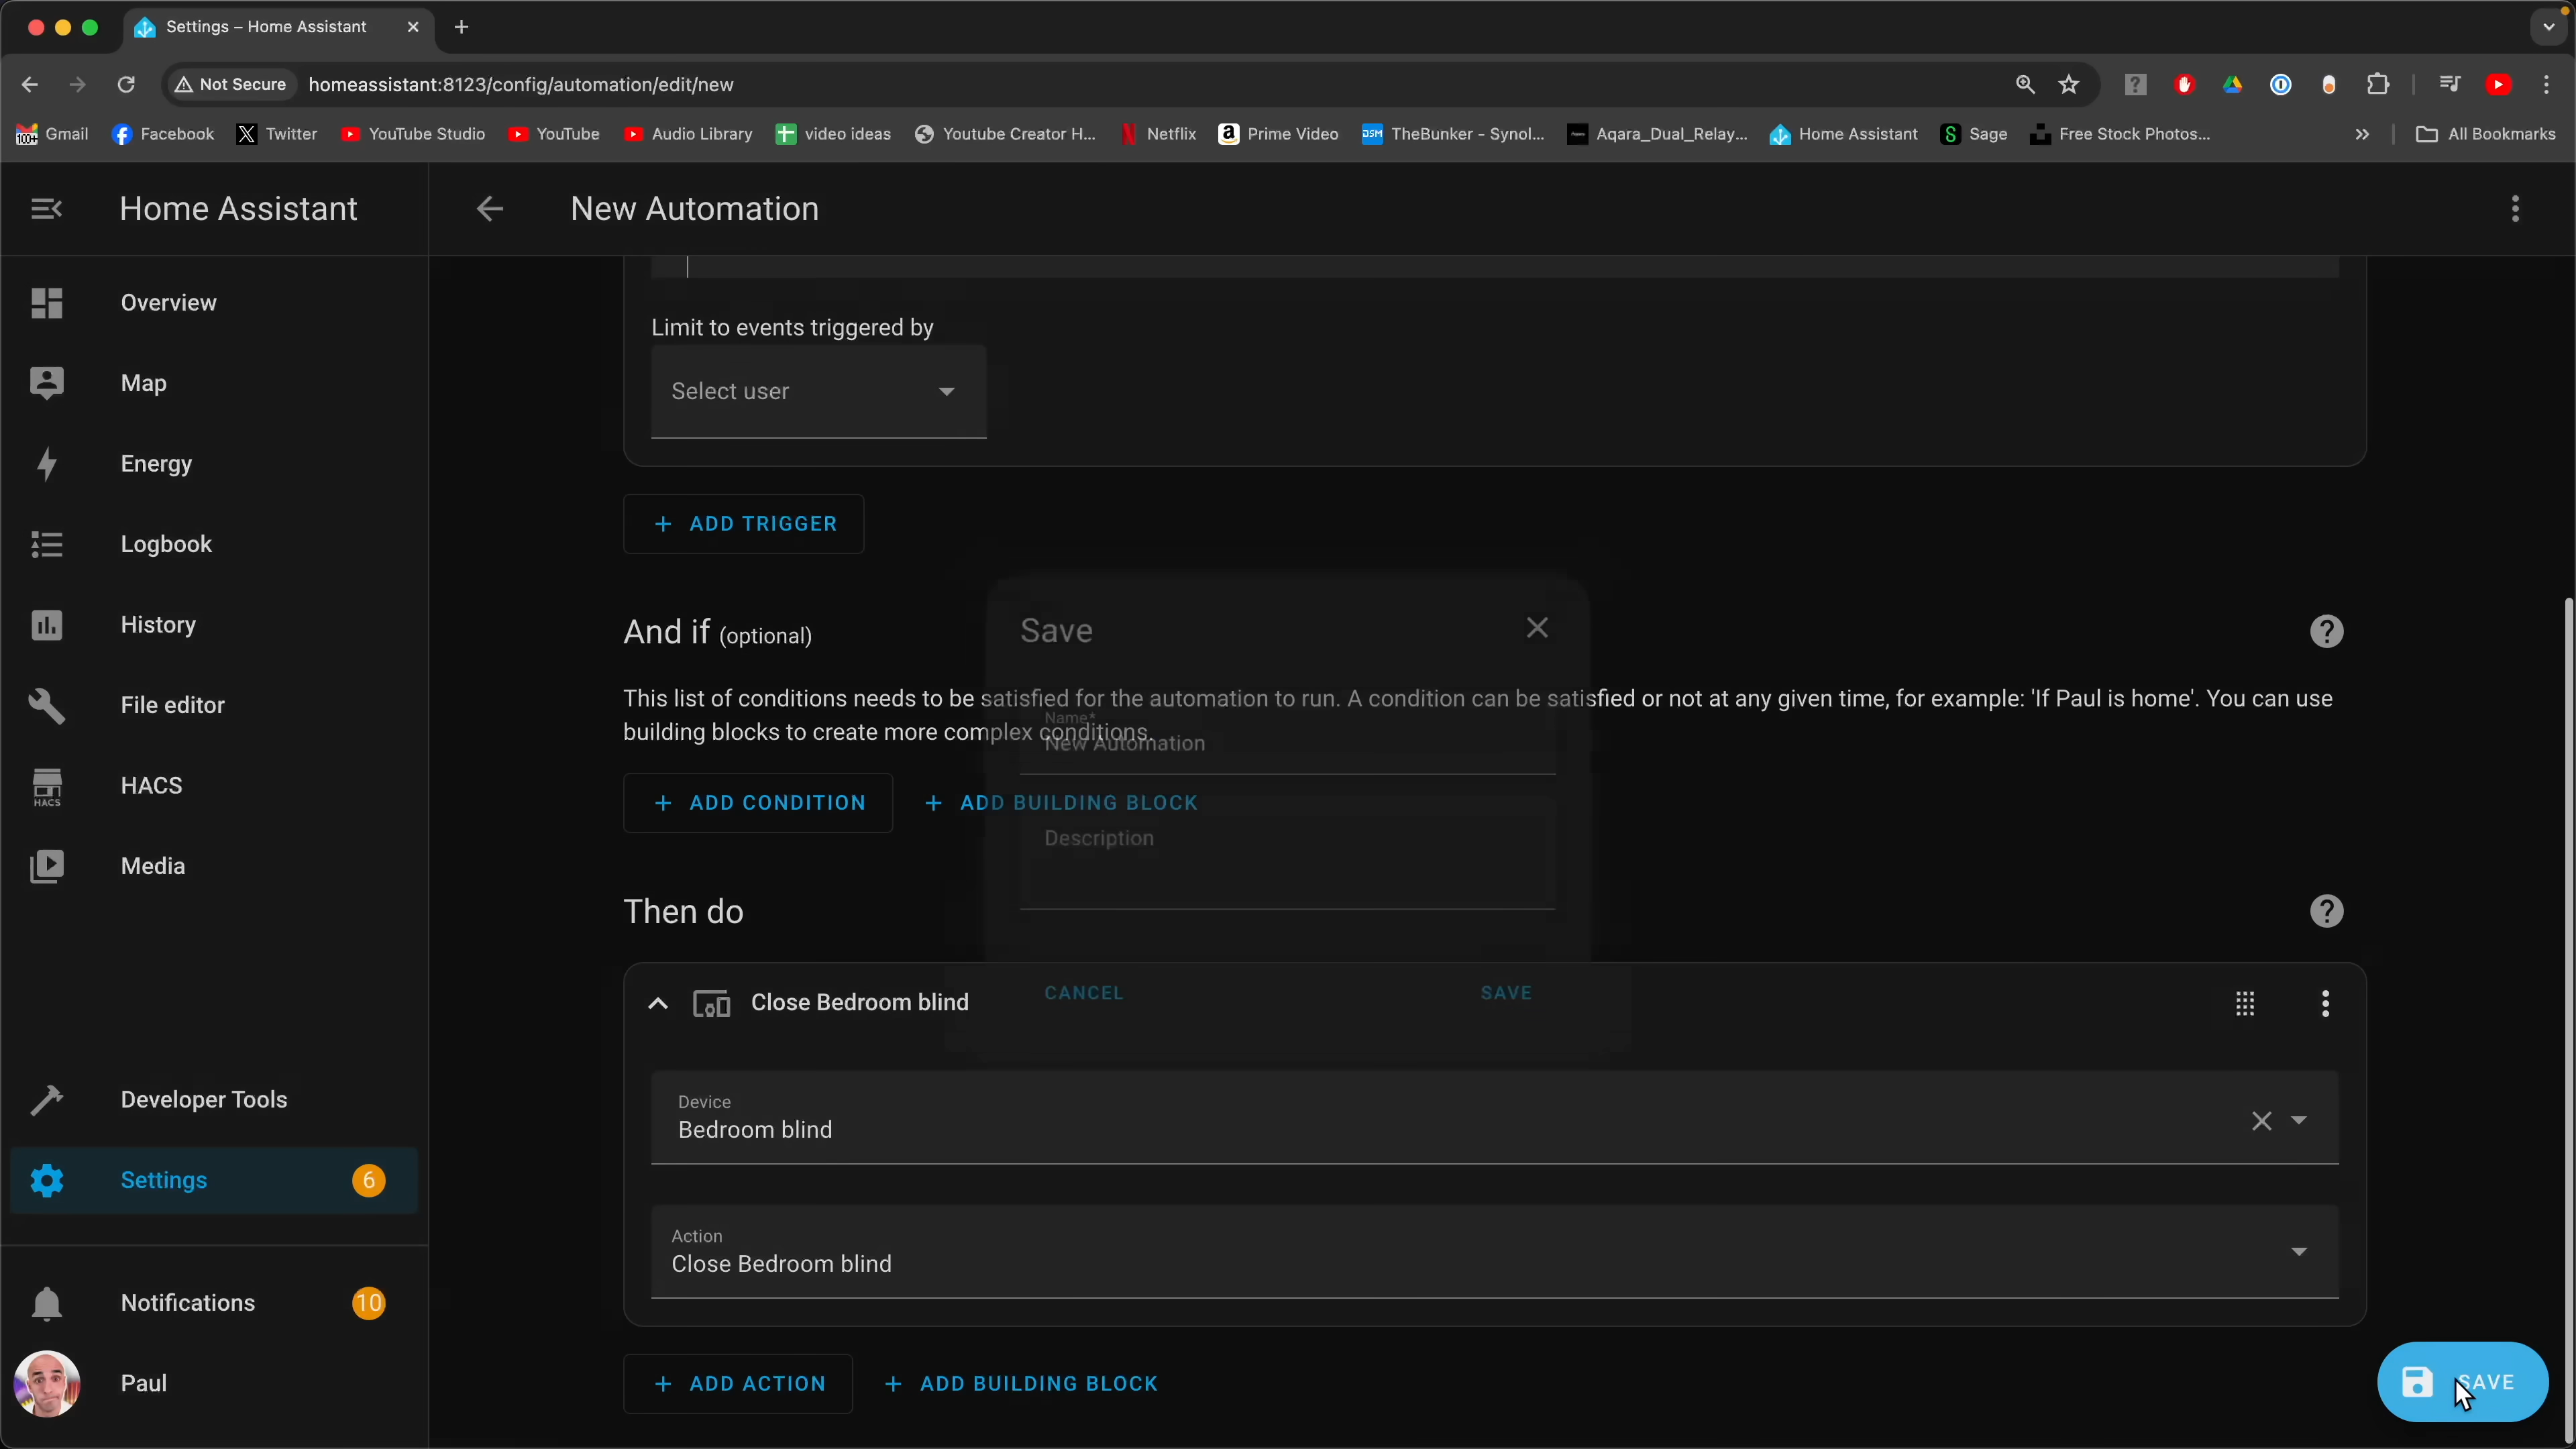 Settings – Home Assistant
Not Secure
homeassistant:8123/config/automation/edit/new
100+
Gmail
Facebook
Twitter
YouTube Studio
YouTube
Audio Library
video ideas
Youtube Creator H...
Netflix
Prime Video
DSM
TheBunker - Synol...
Aqara_Dual_Relay...
Home Assistant
Sage
Free Stock Photos...
All Bookmarks
Home Assistant
New Automation
Overview
Map
Energy
Logbook
History
File editor
HACS
HACS
Media
Developer Tools
Settings
6
Notifications
10
Paul
Limit to events triggered by
Select user
ADD TRIGGER
And if (optional)
This list of conditions needs to be satisfied for the automation to run. A condition can be satisfied or not at any given time, for example: 'If Paul is home'. You can use
building blocks to create more complex conditions.
ADD CONDITION
ADD BUILDING BLOCK
Save
Name*
New Automation
Description
CANCEL
SAVE
Then do
Close Bedroom blind
Device
Bedroom blind
Action
Close Bedroom blind
ADD ACTION
ADD BUILDING BLOCK
SAVE